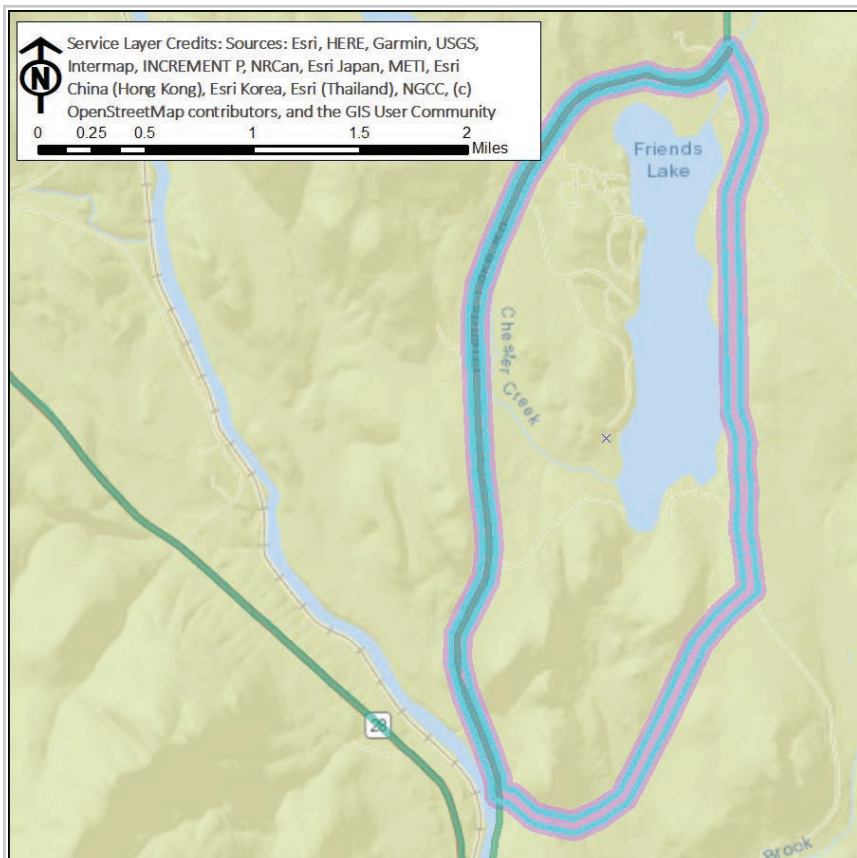 N
Service Layer Credits: Sources: Esri, HERE, Garmin, USGS,
Intermap, INCREMENT P, NRCan, Esri Japan, METI, Esri
China (Hong Kong), Esri Korea, Esri (Thailand), NGCC, (c)
OpenStreetMap contributors, and the GIS User Community
0 0.25 0.5 1 1.5 2
Miles
Friends
Lake
Chester Creek
28
Brook